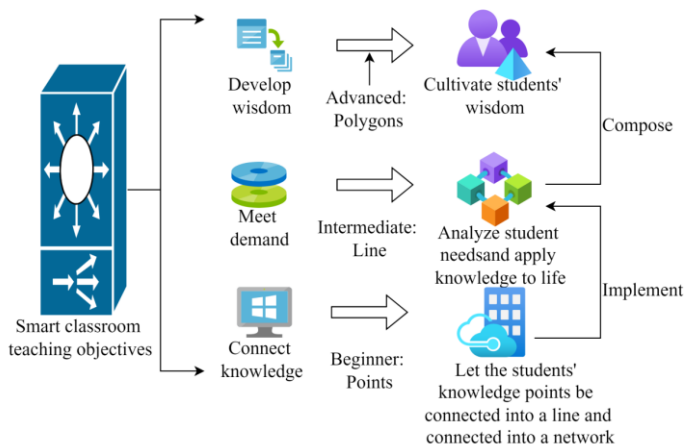 Develop
wisdom
Advanced:
Polygons
Cultivate students'
wisdom
Compose
Meet
demand
Intermediate:
Line
Analyze student
needsand apply
knowledge to life
Implement
Smart classroom
teaching objectives
Connect
knowledge
Beginner:
Points
Let the students'
knowledge points be
connected into a line and
connected into a network